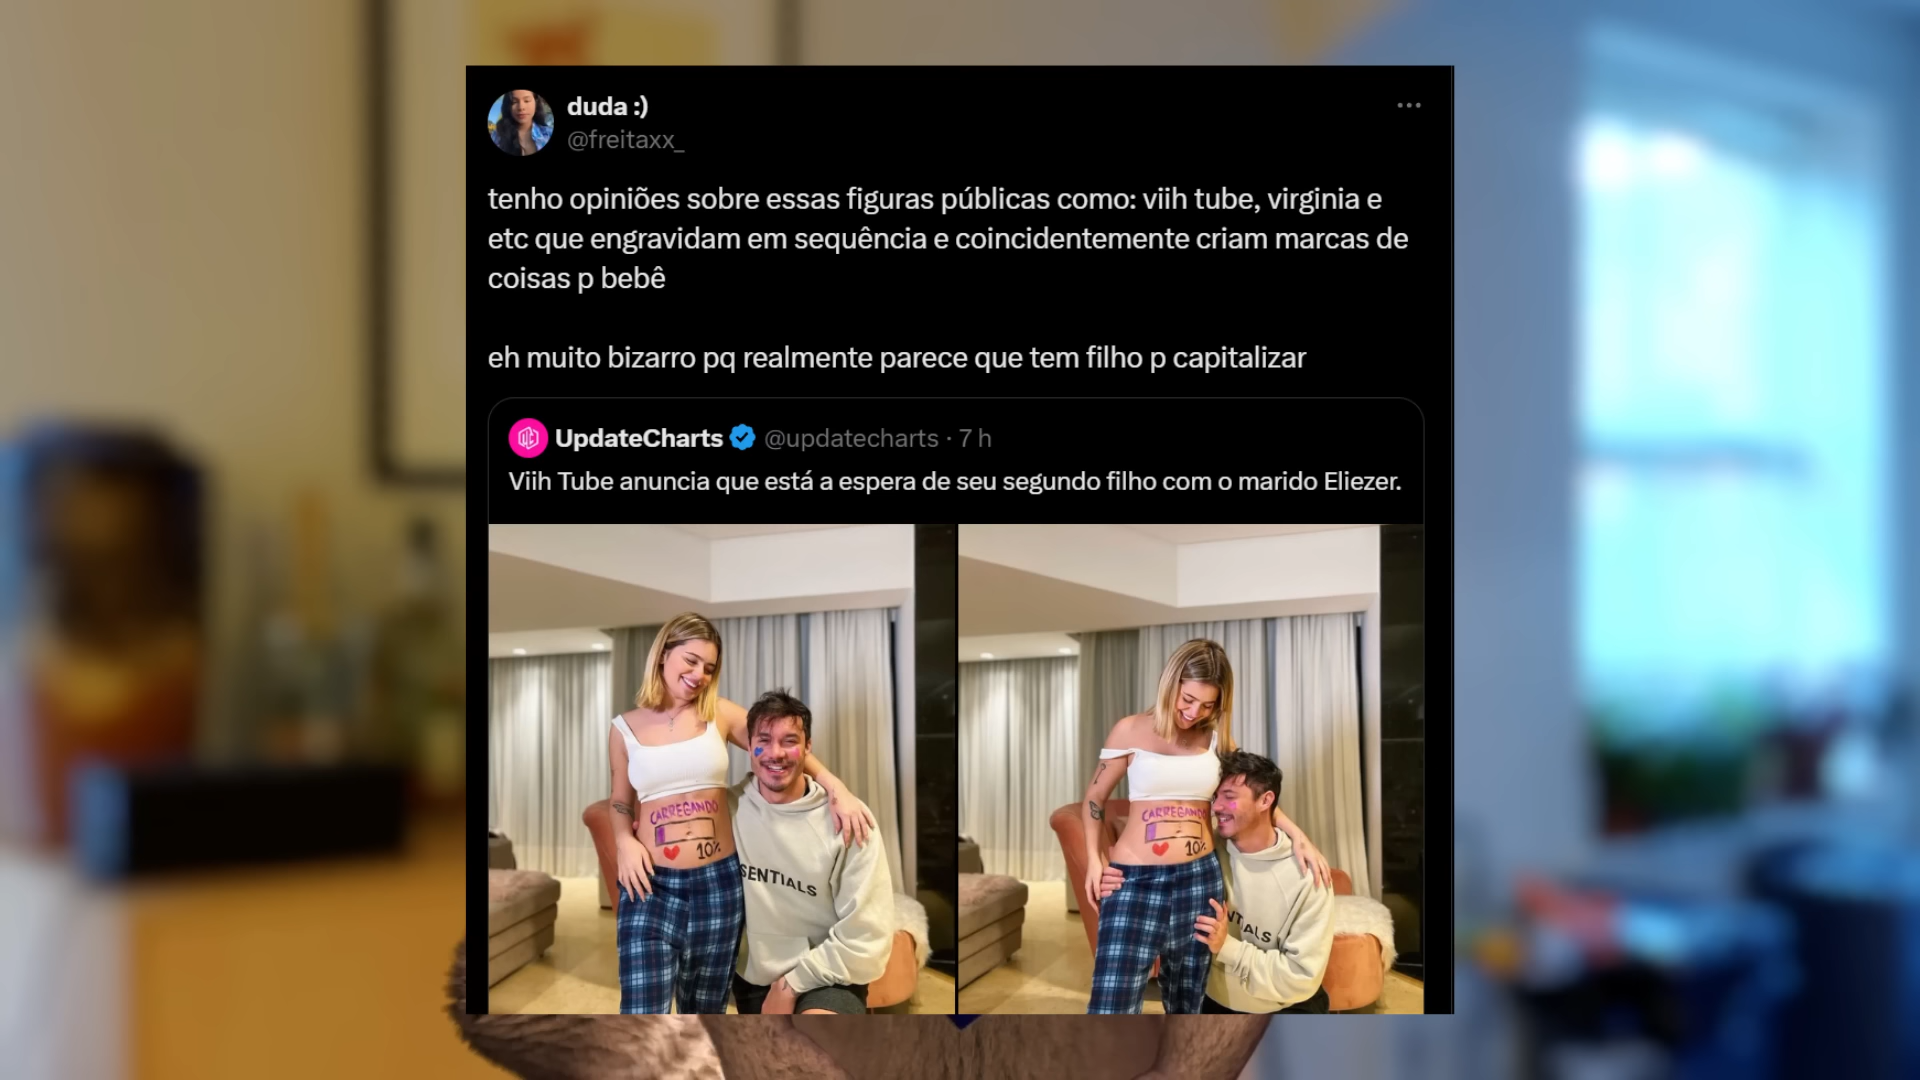 duda :)
@freitaxx_
tenho opiniões sobre essas figuras públicas como: viih tube, virginia e
etc que engravidam em sequência e coincidentemente criam marcas de
coisas p bebê
eh muito bizarro pq realmente parece que tem filho p capitalizar
UpdateCharts @updatecharts · 7 h
Viih Tube anuncia que está a espera de seu segundo filho com o marido Eliezer.
CARREGANDO
10%
SENTIALS
CARREGANDO
10%
NTIALS